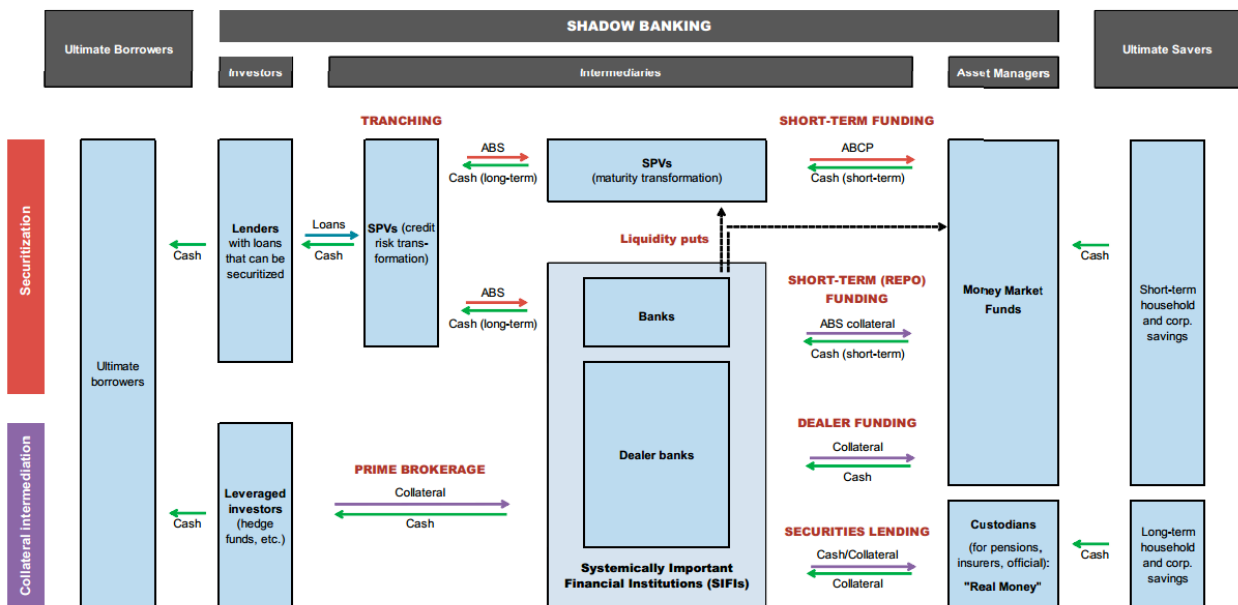 SHADOW BANKING
Ultimate Borrowers
Ultimate Savers
Investors
Intermediaries
Asset Managers
TRANCHING
SHORT-TERM FUNDING
Securitization
Ultimate
borrowers
Cash
Lenders
with loans
that can be
securitized
Loans
Cash
SPVs (credit
risk trans-
formation)
ABS
Cash (long-term)
SPVs
(maturity transformation)
ABCP
Cash (short-term)
Liquidity puts
ABS
Cash (long-term)
Banks
SHORT-TERM (REPO)
FUNDING
ABS collateral
Cash (short-term)
Money Market
Funds
Cash
Short-term
household
and corp.
savings
Collateral intermediation
Cash
Leveraged
investors
(hedge
funds, etc.)
PRIME BROKERAGE
Collateral
Cash
Dealer banks
Systemically Important
Financial Institutions (SIFIs)
DEALER FUNDING
Collateral
Cash
SECURITIES LENDING
Cash/Collateral
Collateral
Custodians
(for pensions,
insurers, official):
"Real Money"
Cash
Long-term
household
and corp.
savings